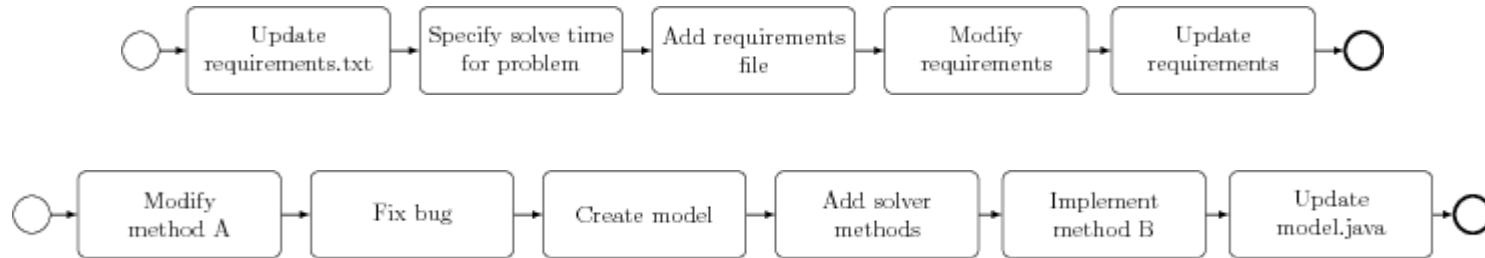 Update
requirements.txt
Specify solve time
for problem
Add requirements
file
Modify
requirements
Update
requirements
Modify
method A
Fix bug
Create model
Add solver
methods
Implement
method B
Update
model.java